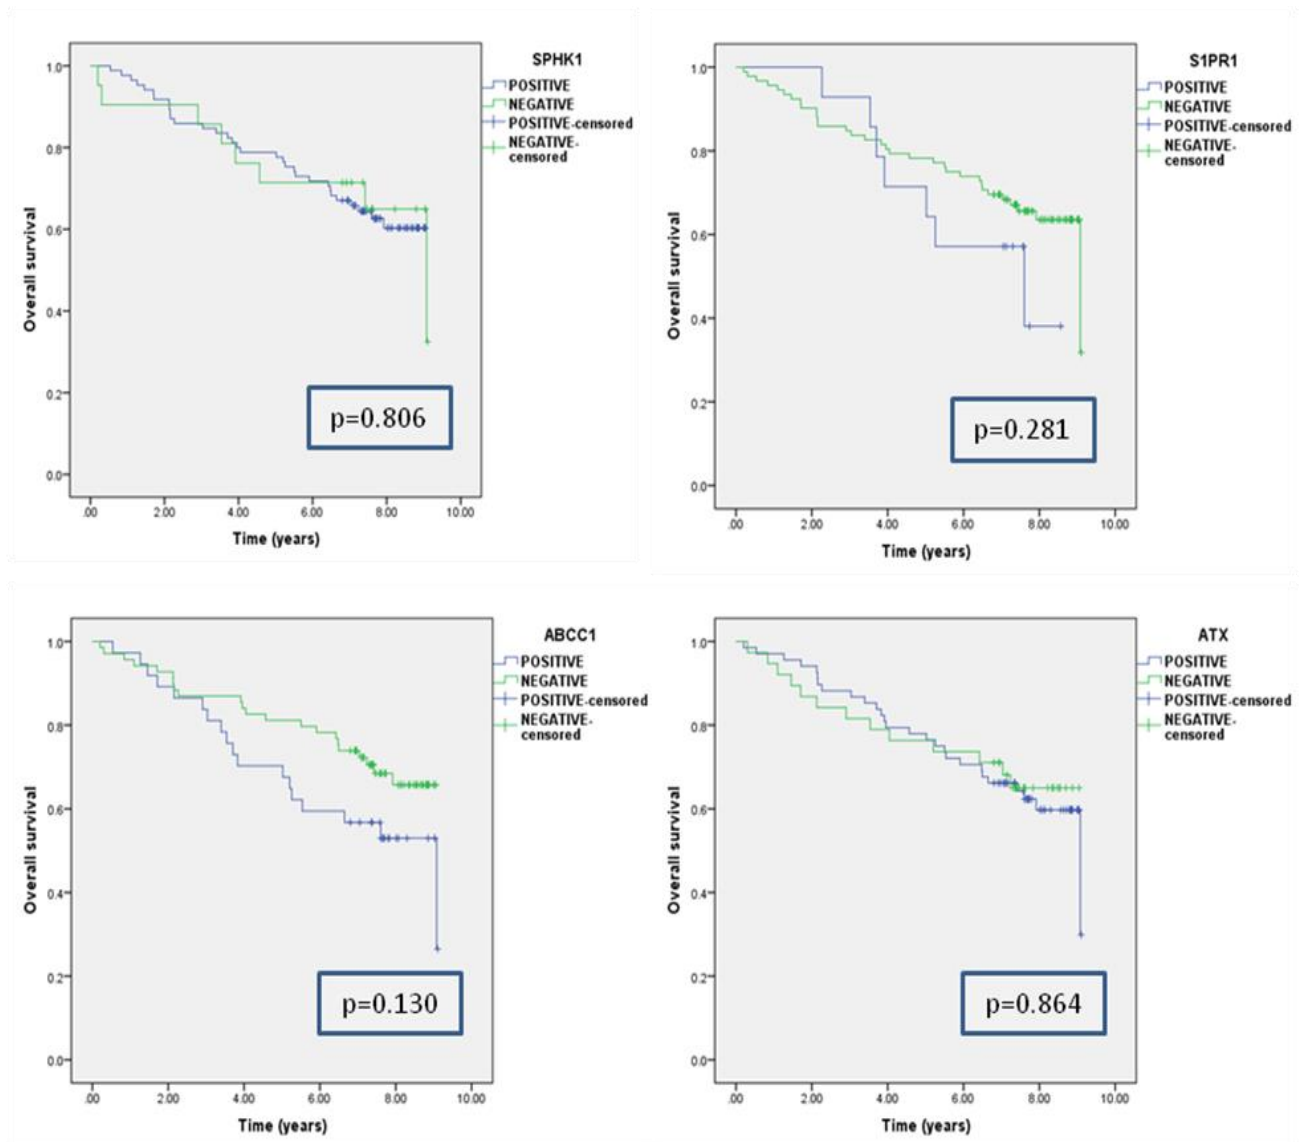 SPHK1
POSITIVE
NEGATIVE
POSITIVE-censored
NEGATIVE-
censored
Overall survival
1.0
0.8
0.6
0.4
0.2
0.0
p=0.806
.00 2.00 4.00 6.00 8.00 10.00
Time (years)
S1PR1
POSITIVE
NEGATIVE
POSITIVE-censored
NEGATIVE-
censored
Overall survival
1.0
0.8
0.6
0.4
0.2
0.0
p=0.281
.00 2.00 4.00 6.00 8.00 10.00
Time (years)
ABCC1
POSITIVE
NEGATIVE
POSITIVE-censored
NEGATIVE-
censored
Overall survival
1.0
0.8
0.6
0.4
0.2
0.0
p=0.130
.00 2.00 4.00 6.00 8.00 10.00
Time (years)
ATX
POSITIVE
NEGATIVE
POSITIVE-censored
NEGATIVE-
censored
Overall survival
1.0
0.8
0.6
0.4
0.2
0.0
p=0.864
.00 2.00 4.00 6.00 8.00 10.00
Time (years)